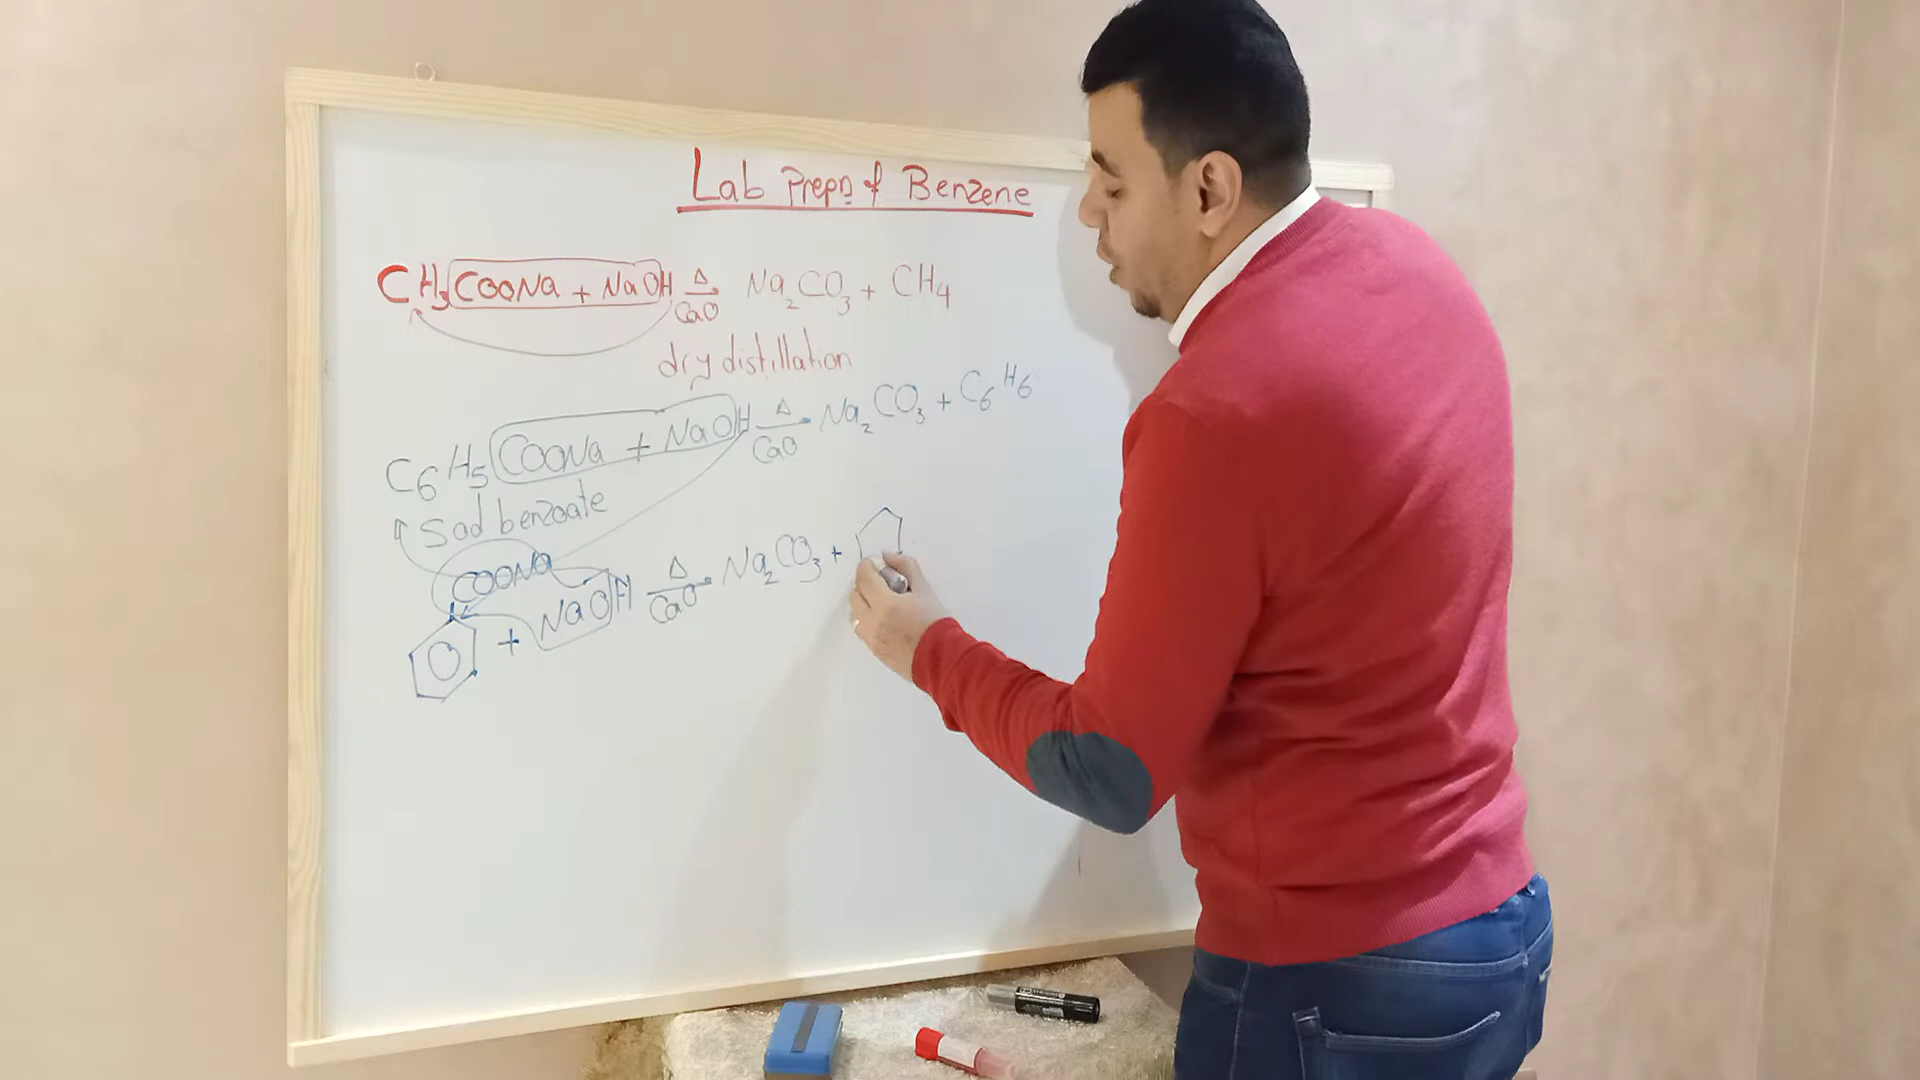 Lab Prepn of Benzene
CH₃COONa + NaOH Δ CaO Na₂CO₃ + CH₄
dry distillation
C₆H₅COONa + NaOH Δ CaO Na₂CO₃ + C₆H₆
Sod benzoate
COONa
+ NaOH Δ CaO Na₂CO₃ +